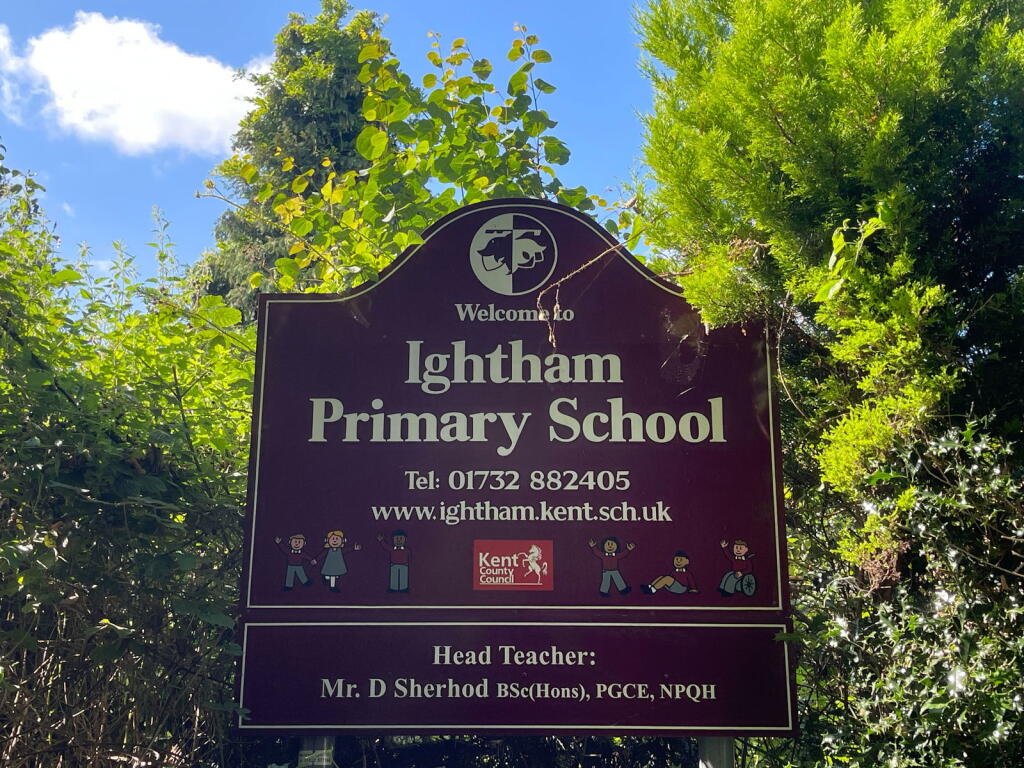 Welcome to
Ightham
Primary School
Tel: 01732 882405
www.ightham.kent.sch.uk
Kent
County
Council
Head Teacher:
Mr. D Sherhod BSc(Hons), PGCE, NPQH